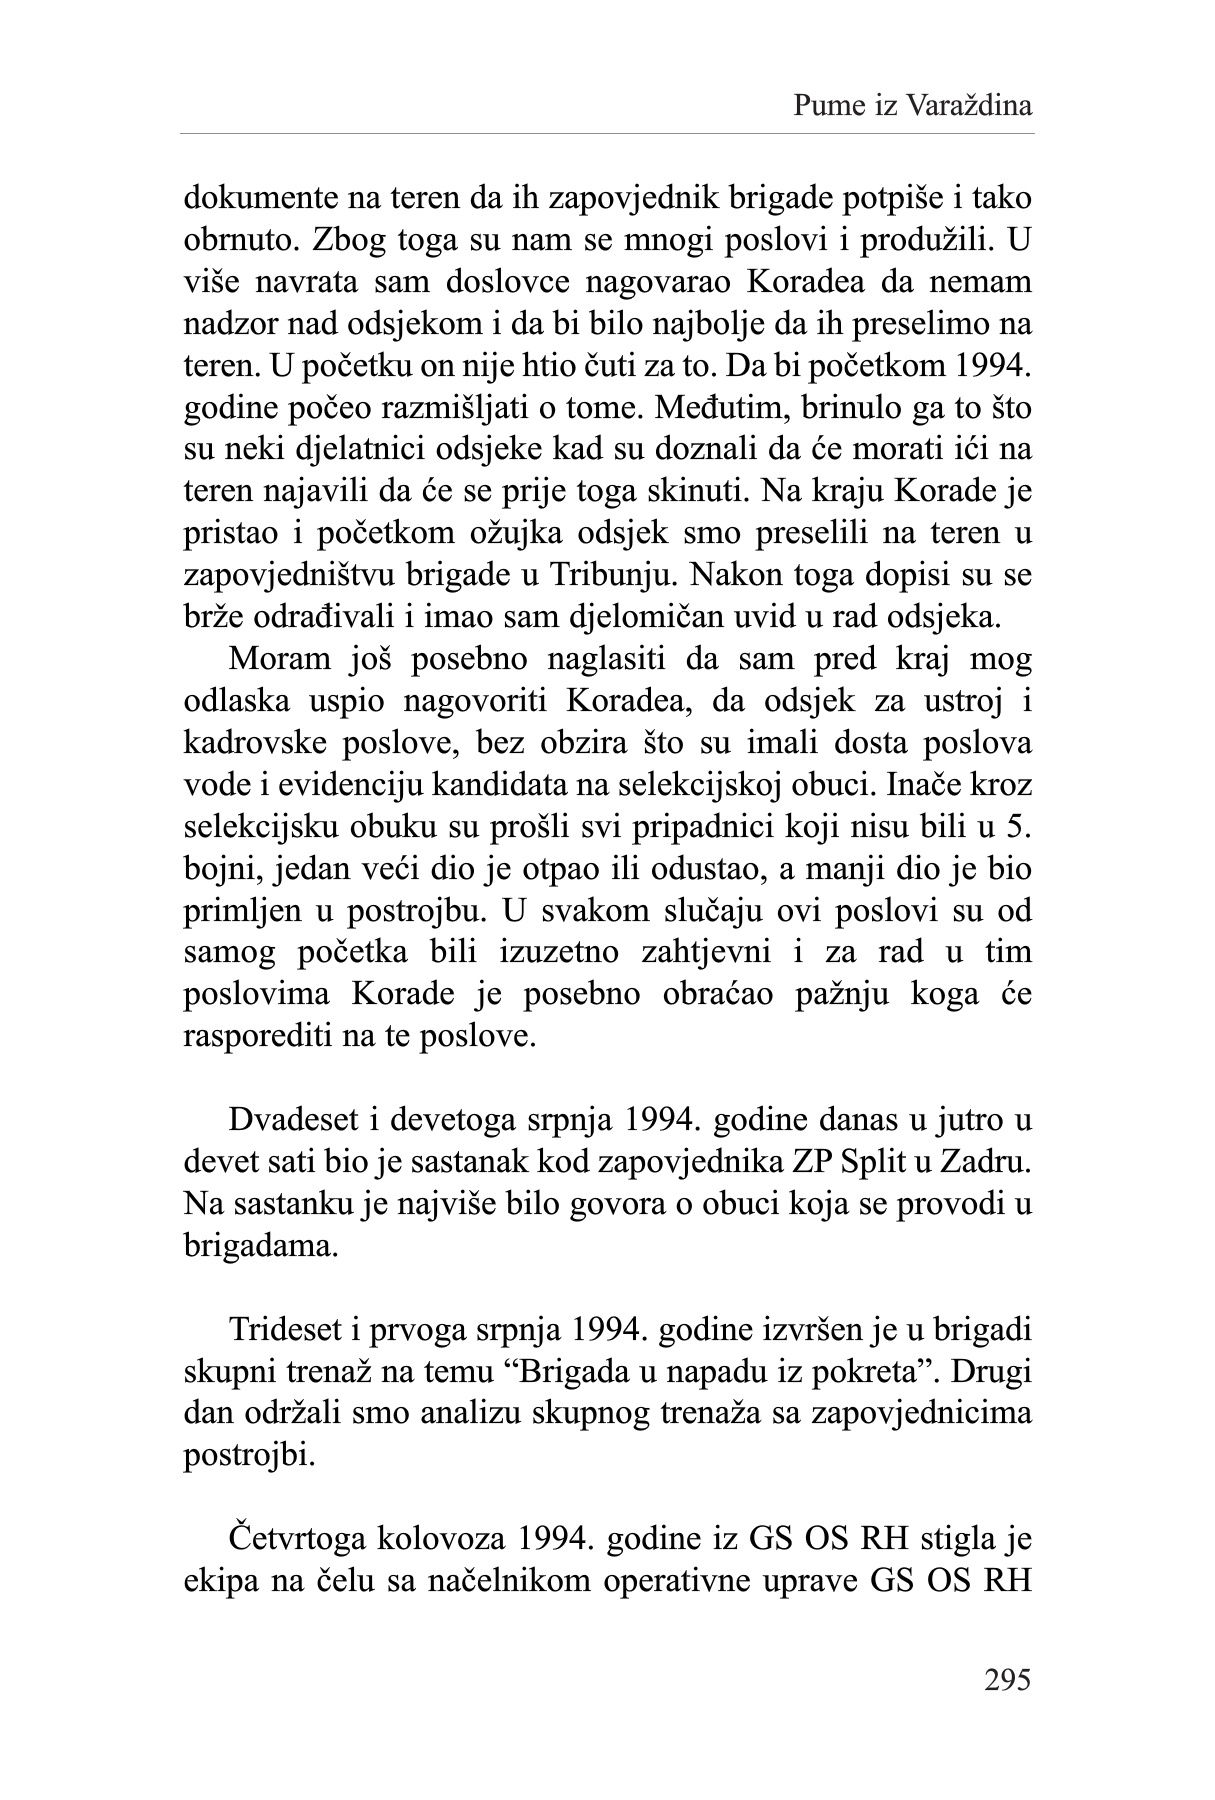 Pume iz Varaždina
dokumente na teren da ih zapovjednik brigade potpiše i tako
obrnuto. Zbog toga su nam se mnogi poslovi i produžili. U
više navrata sam doslovce nagovarao Koradea da nemam
nadzor nad odsjekom i da bi bilo najbolje da ih preselimo na
teren. U početku on nije htio čuti za to. Da bi početkom 1994.
godine počeo razmišljati o tome. Međutim, brinulo ga to što
su neki djelatnici odsjeke kad su doznali da će morati ići na
teren najavili da će se prije toga skinuti. Na kraju Korade je
pristao i početkom ožujka odsjek smo preselili na teren u
zapovjedništvu brigade u Tribunju. Nakon toga dopisi su se
brže odrađivali i imao sam djelomičan uvid u rad odsjeka.
Moram još posebno naglasiti da sam pred kraj mog
odlaska uspio nagovoriti Koradea, da odsjek za ustroj i
kadrovske poslove, bez obzira što su imali dosta poslova
vode i evidenciju kandidata na selekcijskoj obuci. Inače kroz
selekcijsku obuku su prošli svi pripadnici koji nisu bili u 5.
bojni, jedan veći dio je otpao ili odustao, a manji dio je bio
primljen u postrojbu. U svakom slučaju ovi poslovi su od
samog početka bili izuzetno zahtjevni i za rad u tim
poslovima Korade je posebno obraćao pažnju koga će
rasporediti na te poslove.
Dvadeset i devetoga srpnja 1994. godine danas u jutro u
devet sati bio je sastanak kod zapovjednika ZP Split u Zadru.
Na sastanku je najviše bilo govora o obuci koja se provodi u
brigadama.
Trideset i prvoga srpnja 1994. godine izvršen je u brigadi
skupni trenaž na temu “Brigada u napadu iz pokreta”. Drugi
dan održali smo analizu skupnog trenaža sa zapovjednicima
postrojbi.
Četvrtoga kolovoza 1994. godine iz GS OS RH stigla je
ekipa na čelu sa načelnikom operativne uprave GS OS RH
295